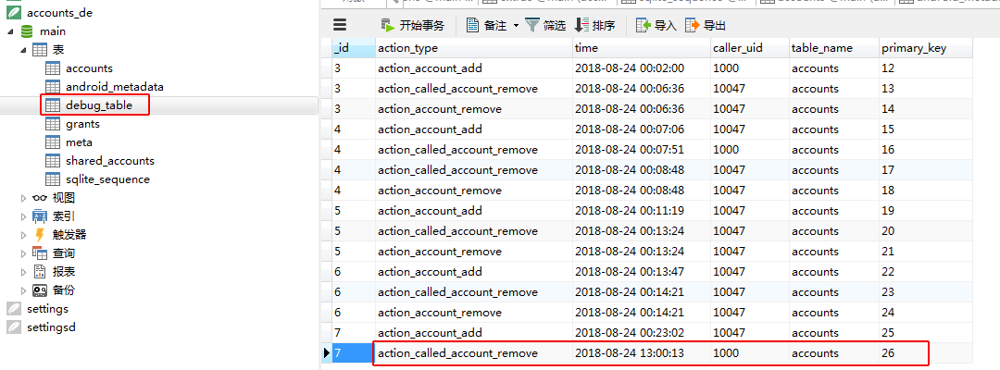 accounts_de
main
表
accounts
android_metadata
debug_table
grants
meta
shared_accounts
sqlite_sequence
视图
索引
触发器
查询
报表
备份
settings
settingsd
开始事务 备注 筛选 排序 导入 导出
_id action_type time caller_uid table_name primary_key
3 action_account_add 2018-08-24 00:02:00 1000 accounts 12
3 action_called_account_remove 2018-08-24 00:06:36 10047 accounts 13
3 action_account_remove 2018-08-24 00:06:36 10047 accounts 14
4 action_account_add 2018-08-24 00:07:06 10047 accounts 15
4 action_called_account_remove 2018-08-24 00:07:51 1000 accounts 16
4 action_called_account_remove 2018-08-24 00:08:48 10047 accounts 17
4 action_account_remove 2018-08-24 00:08:48 10047 accounts 18
5 action_account_add 2018-08-24 00:11:19 10047 accounts 19
5 action_called_account_remove 2018-08-24 00:13:24 10047 accounts 20
5 action_account_remove 2018-08-24 00:13:24 10047 accounts 21
6 action_account_add 2018-08-24 00:13:47 10047 accounts 22
6 action_called_account_remove 2018-08-24 00:14:21 10047 accounts 23
6 action_account_remove 2018-08-24 00:14:21 10047 accounts 24
7 action_account_add 2018-08-24 00:23:02 10047 accounts 25
7 action_called_account_remove 2018-08-24 13:00:13 1000 accounts 26